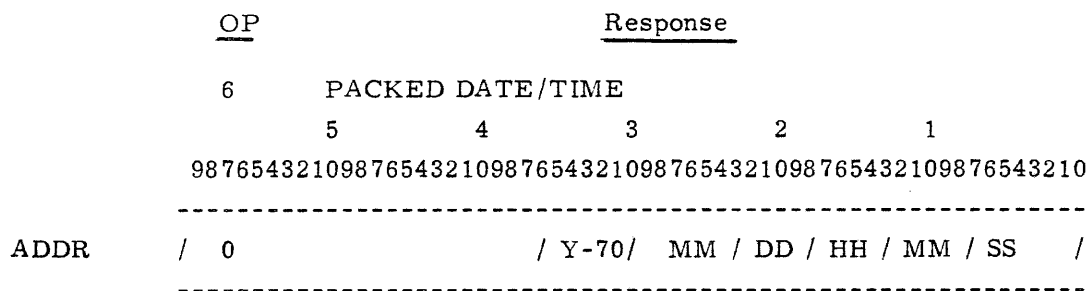 OP Response
6 PACKED DATE/TIME
5 4 3 2 1
987654321098765432109876543210987654321098765432109876543210
ADDR / 0 / Y-70/ MM / DD / HH / MM / SS /